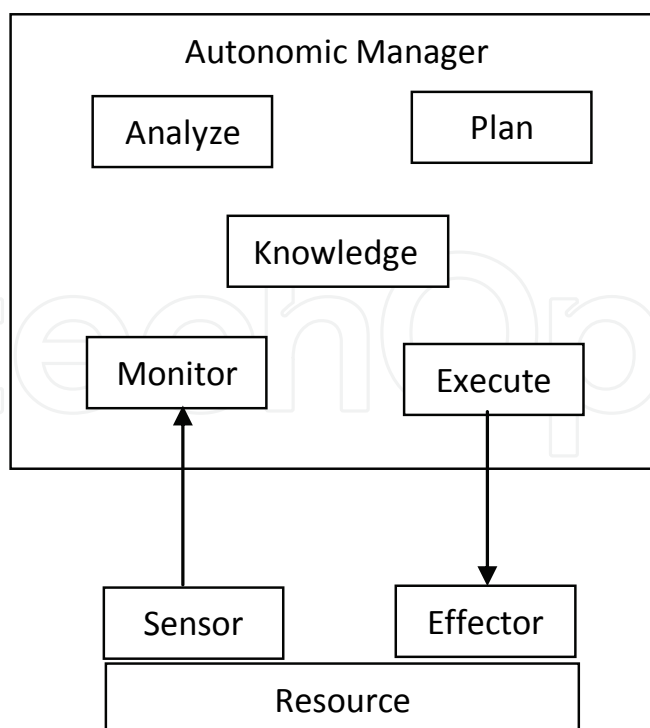 Autonomic Manager
Analyze
Plan
Knowledge
Monitor
Execute
Sensor
Effector
Resource